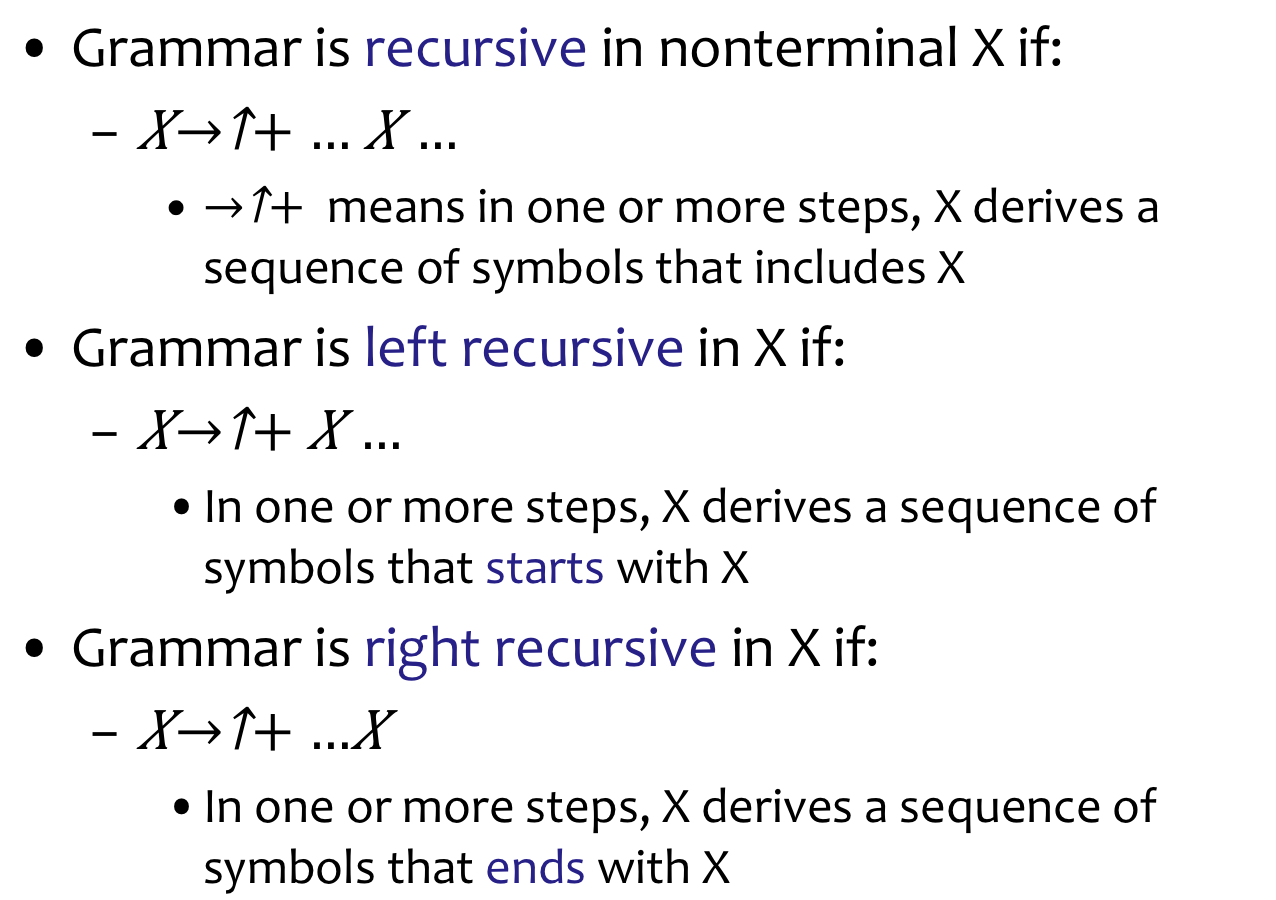 • Grammar is recursive in nonterminal X if:
– 𝑋→↑+ … 𝑋 …
• →↑+ means in one or more steps, X derives a
sequence of symbols that includes X
• Grammar is left recursive in X if:
– 𝑋→↑+ 𝑋 …
• In one or more steps, X derives a sequence of
symbols that starts with X
• Grammar is right recursive in X if:
– 𝑋→↑+ …𝑋
• In one or more steps, X derives a sequence of
symbols that ends with X